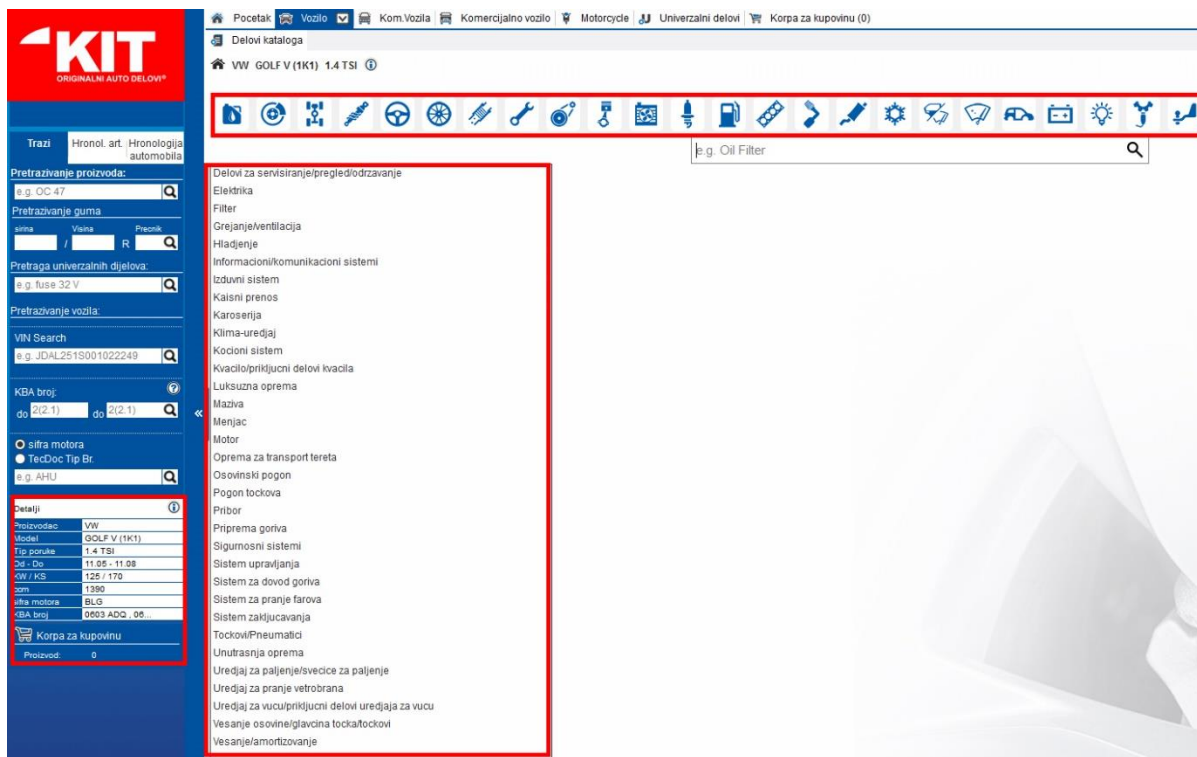 Pocetak Vozilo Kom.Vozila Komercijalno vozilo Motorcycle Univerzalni delovi Korpa za kupovinu (0)
Delovi kataloga
VW GOLF V (1K1) 1.4 TSI
KIT
ORIGINALNI AUTO DELOVI®
Trazi Hronol. art. Hronologija automobila
e.g. Oil Filter
Pretrazivanje proizvoda:
e.g. OC 47
Pretrazivanje guma
sirina Visina Precnik
/ R
Pretraga univerzalnih dijelova:
e.g. fuse 32 V
Pretrazivanje vozila:
VIN Search
e.g. JDAL251S001022249
KBA broj:
do 2(2.1) do 2(2.1)
«
sifra motora
TecDoc Tip Br.
e.g. AHU
Detalji
Proizvodac VW
Model GOLF V (1K1)
Tip poruke 1.4 TSI
Od - Do 11.05 - 11.08
KW / KS 125 / 170
ccm 1390
sifra motora BLG
KBA broj 0603 ADQ , 06...
Korpa za kupovinu
Proizvod: 0
Delovi za servisiranje/pregled/odrzavanje
Elektrika
Filter
Grejanje/ventilacija
Hladjenje
Informacioni/komunikacioni sistemi
Izduvni sistem
Kaisni prenos
Karoserija
Klima-uredjaj
Kocioni sistem
Kvacilo/prikljucni delovi kvacila
Luksuzna oprema
Maziva
Menjac
Motor
Oprema za transport tereta
Osovinski pogon
Pogon tockova
Pribor
Priprema goriva
Sigurnosni sistemi
Sistem upravljanja
Sistem za dovod goriva
Sistem za pranje farova
Sistem zakljucavanja
Tockovi/Pneumatici
Unutrasnja oprema
Uredjaj za paljenje/svecice za paljenje
Uredjaj za pranje vetrobrana
Uredjaj za vucu/prikljucni delovi uredjaja za vucu
Vesanje osovine/glavcina tocka/tockovi
Vesanje/amortizovanje